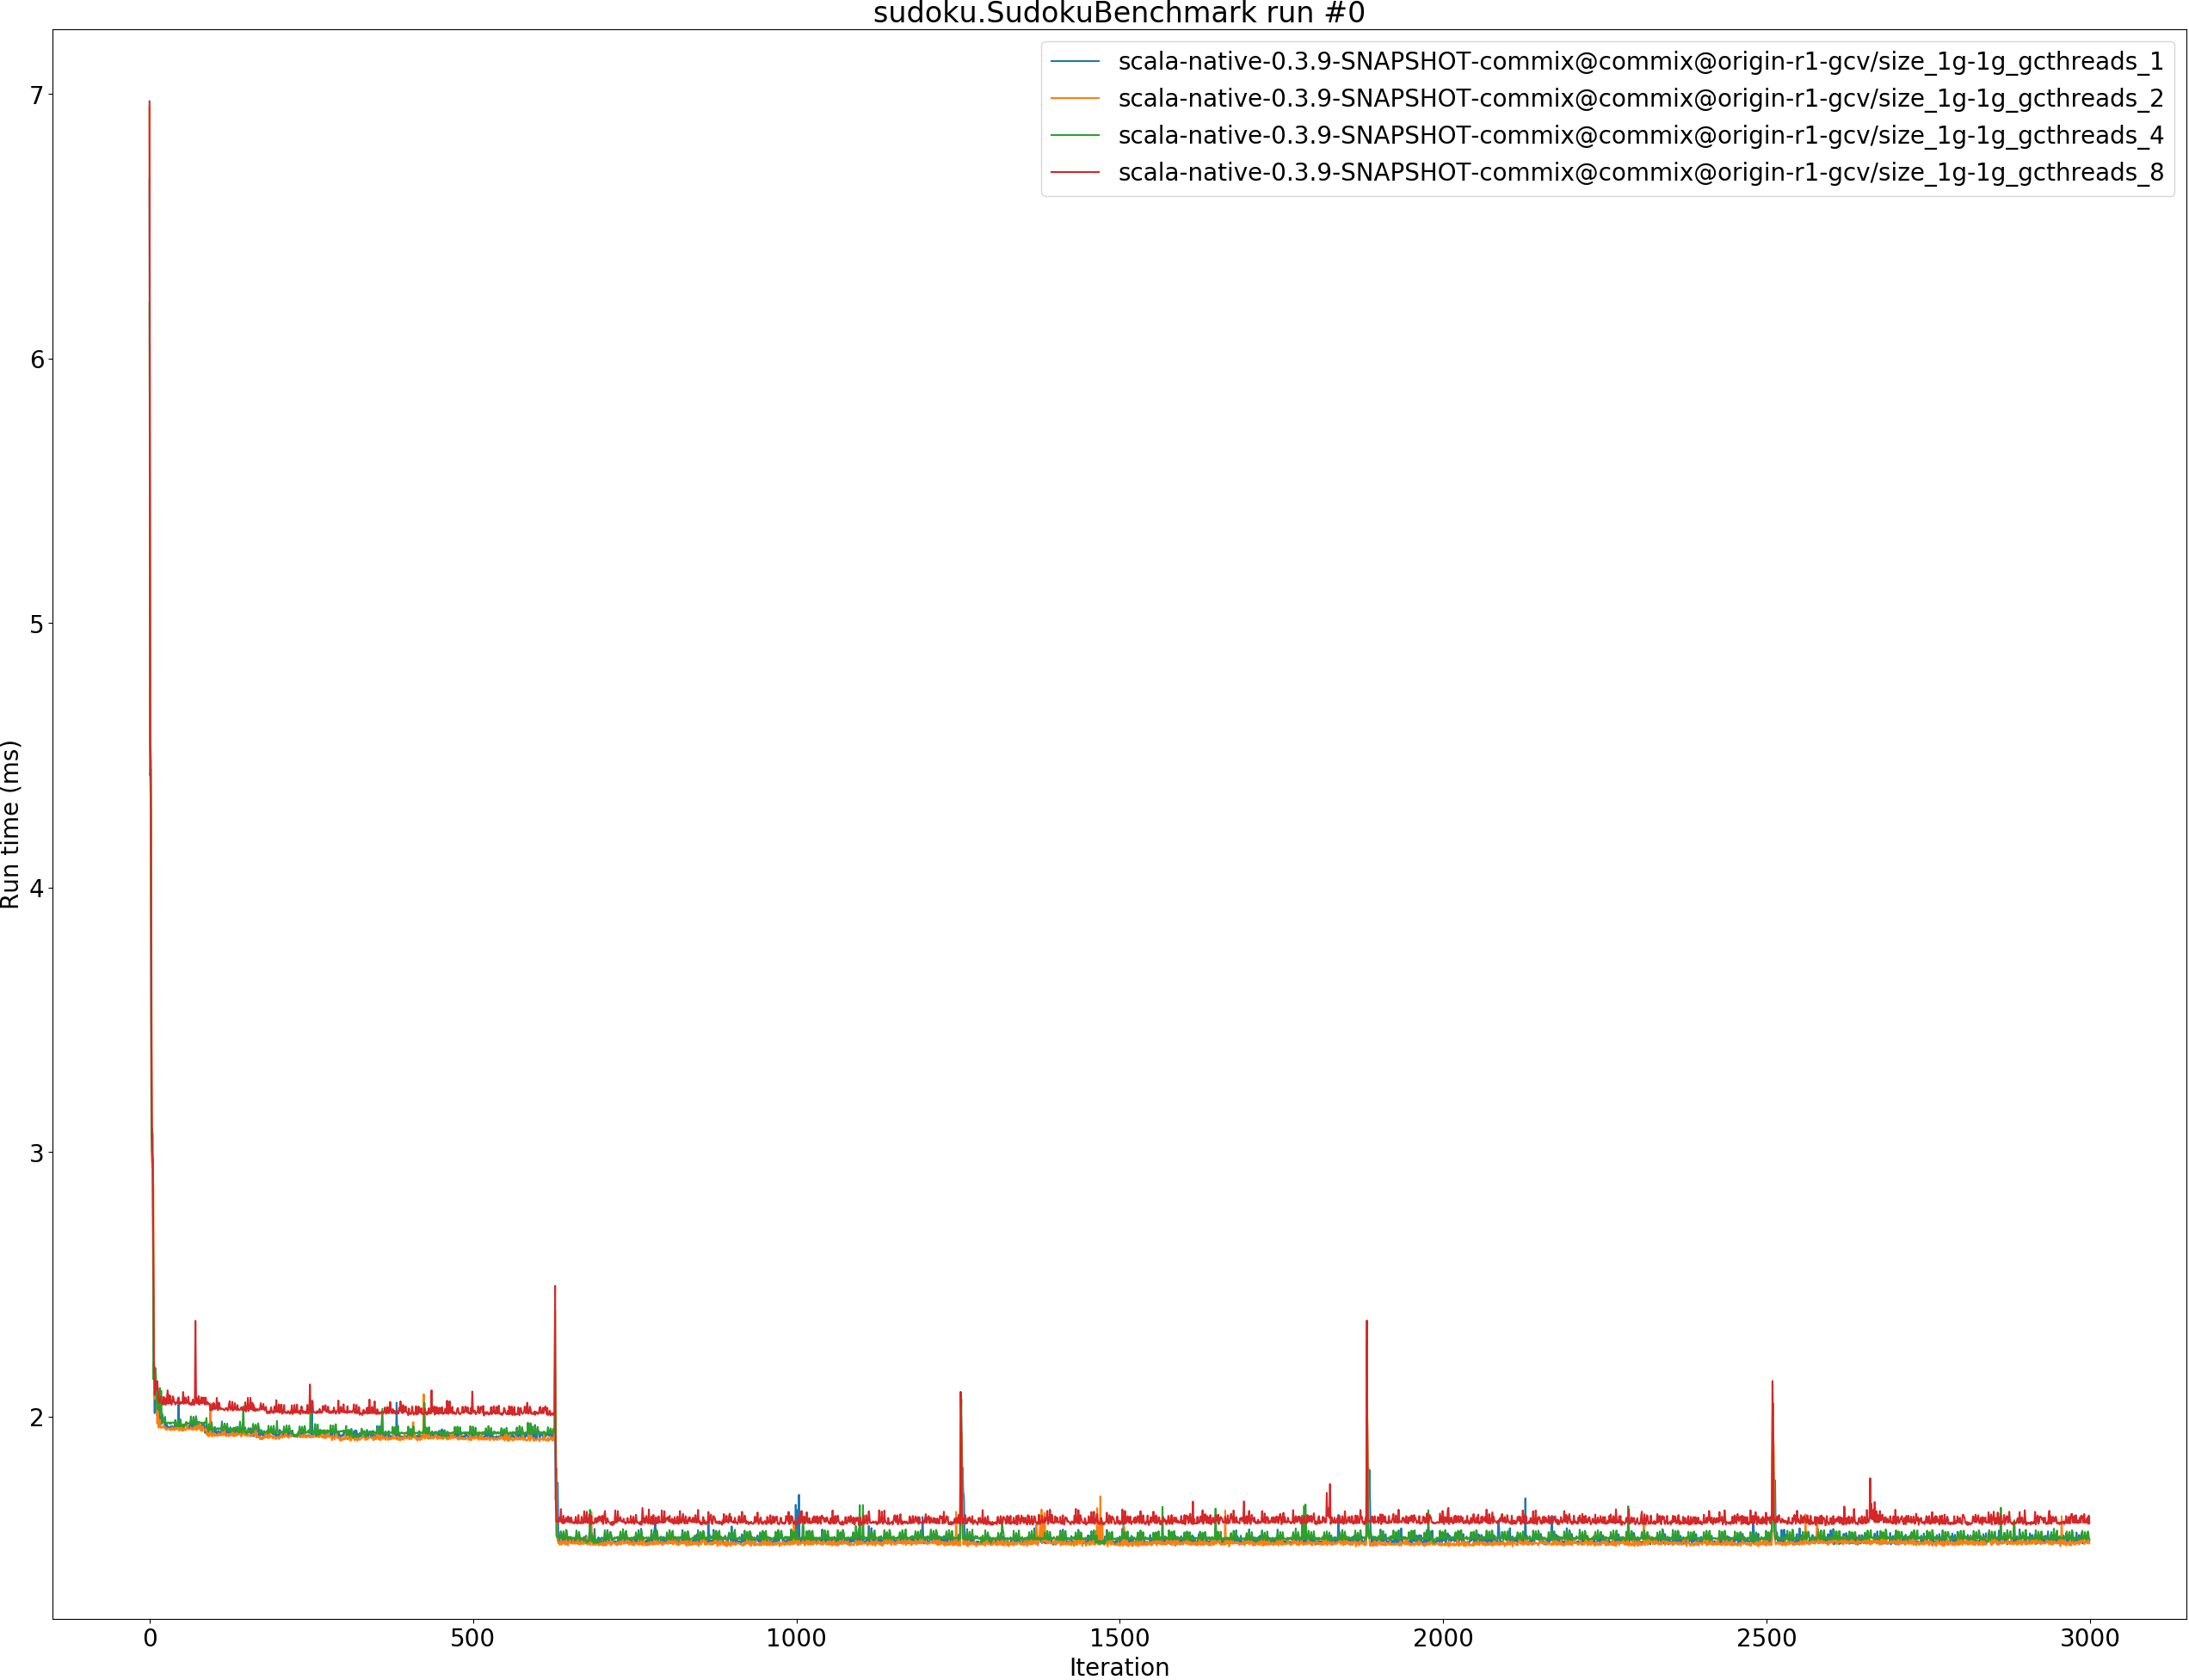 sudoku.SudokuBenchmark run #0
scala-native-0.3.9-SNAPSHOT-commix@commix@origin-r1-gcv/size_1g-1g_gcthreads_1
scala-native-0.3.9-SNAPSHOT-commix@commix@origin-r1-gcv/size_1g-1g_gcthreads_2
scala-native-0.3.9-SNAPSHOT-commix@commix@origin-r1-gcv/size_1g-1g_gcthreads_4
scala-native-0.3.9-SNAPSHOT-commix@commix@origin-r1-gcv/size_1g-1g_gcthreads_8
7
6
5
4
3
2
Run time (ms)
0 500 1000 1500 2000 2500 3000
Iteration